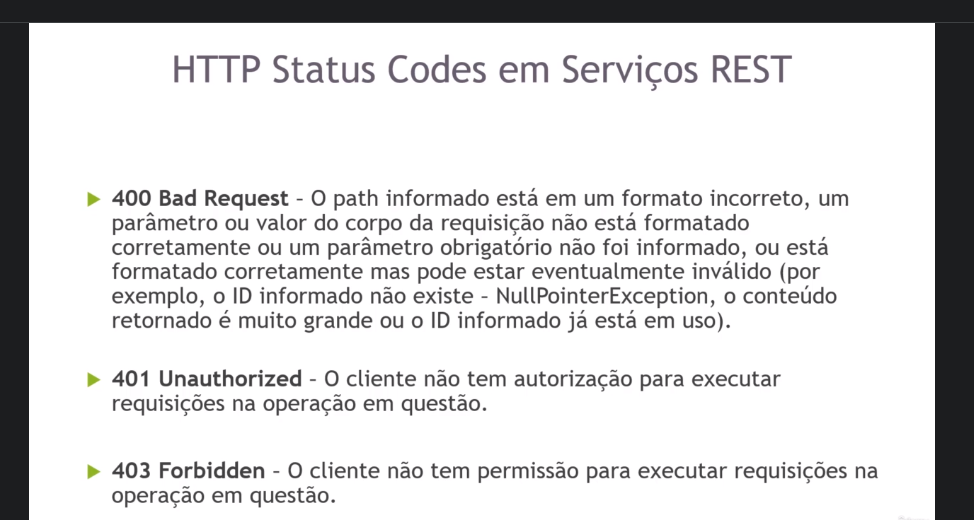 HTTP Status Codes em Serviços REST
400 Bad Request – O path informado está em um formato incorreto, um
parâmetro ou valor do corpo da requisição não está formatado
corretamente ou um parâmetro obrigatório não foi informado, ou está
formatado corretamente mas pode estar eventualmente inválido (por
exemplo, o ID informado não existe – NullPointerException, o conteúdo
retornado é muito grande ou o ID informado já está em uso).
401 Unauthorized – O cliente não tem autorização para executar
requisições na operação em questão.
403 Forbidden – O cliente não tem permissão para executar requisições na
operação em questão.